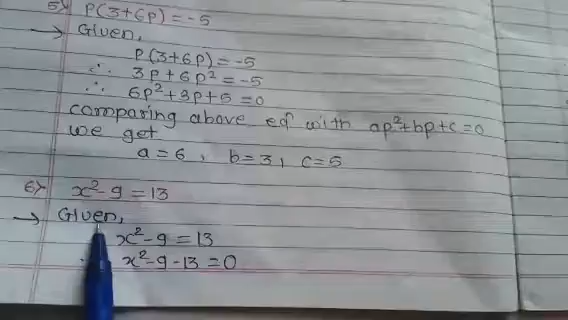 5) P(3+6p) = -5
→ Given,
P(3+6p) = -5
∴ 3p + 6p² = -5
∴ 6p² + 3p + 5 = 0
comparing above eqⁿ with ap²+bp+c=0
we get
a = 6, b = 3, c = 5
6) x² - 9 = 13
→ Given,
x² - 9 = 13
x² - 9 - 13 = 0